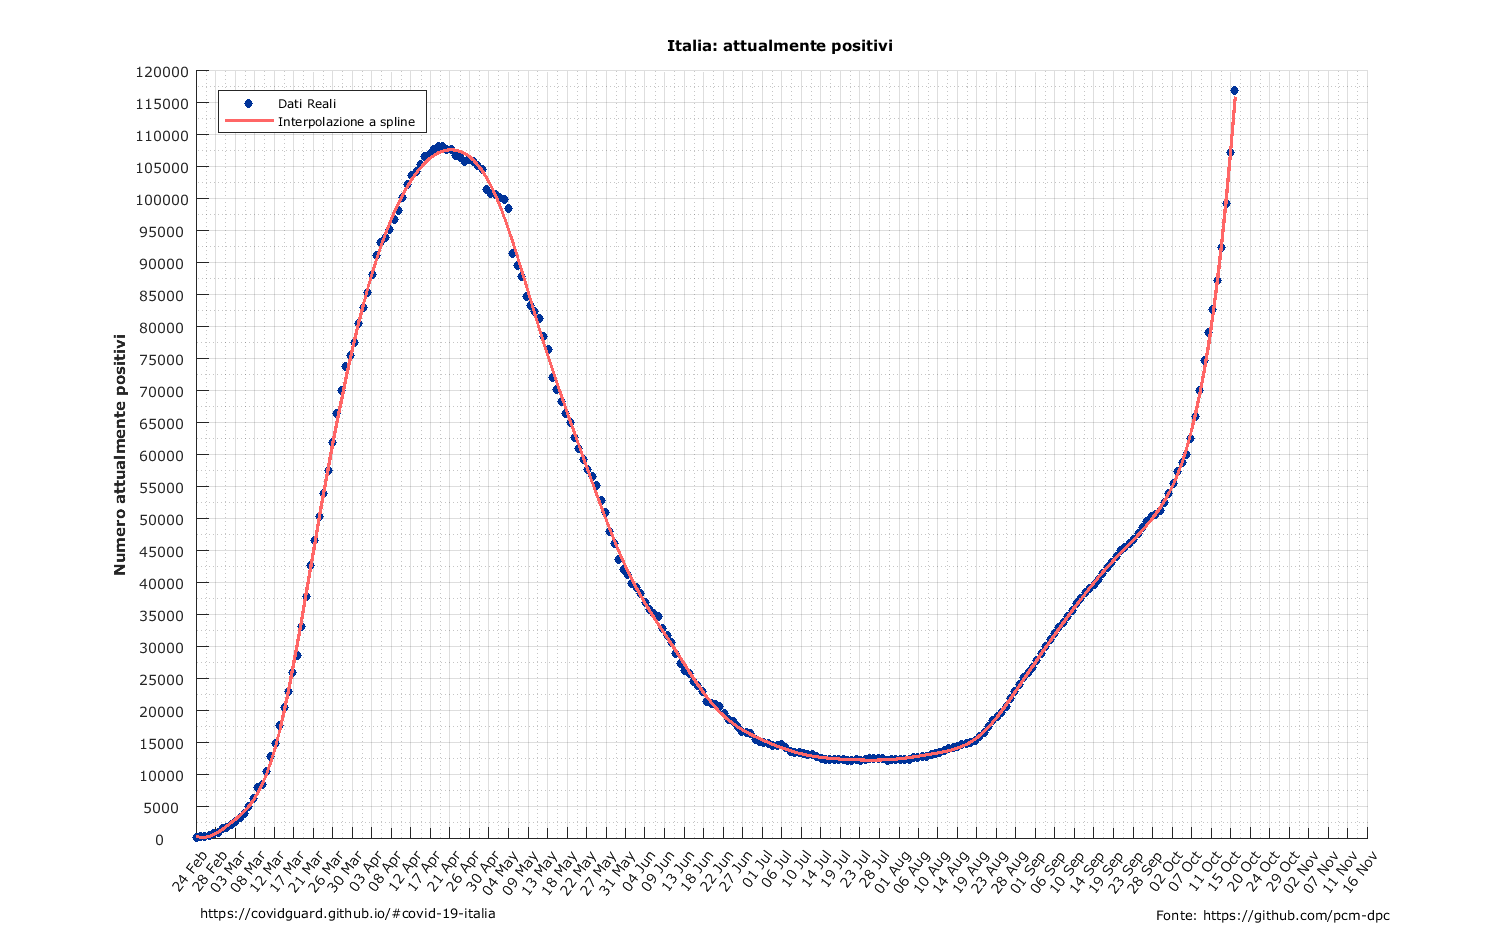 Italia: attualmente positivi
120000
115000
110000
105000
100000
95000
90000
85000
80000
75000
70000
65000
60000
55000
50000
45000
40000
35000
30000
25000
20000
15000
10000
5000
0
Dati Reali
Interpolazione a spline
Numero attualmente positivi
24 Feb
28 Feb
03 Mar
08 Mar
12 Mar
17 Mar
21 Mar
26 Mar
30 Mar
03 Apr
08 Apr
12 Apr
17 Apr
21 Apr
26 Apr
30 Apr
04 May
09 May
13 May
18 May
22 May
27 May
31 May
04 Jun
09 Jun
13 Jun
18 Jun
22 Jun
27 Jun
01 Jul
06 Jul
10 Jul
14 Jul
19 Jul
23 Jul
28 Jul
01 Aug
06 Aug
10 Aug
14 Aug
19 Aug
23 Aug
28 Aug
01 Sep
06 Sep
10 Sep
14 Sep
19 Sep
23 Sep
28 Sep
02 Oct
07 Oct
11 Oct
15 Oct
20 Oct
24 Oct
29 Oct
02 Nov
07 Nov
11 Nov
16 Nov
https://covidguard.github.io/#covid-19-italia
Fonte: https://github.com/pcm-dpc